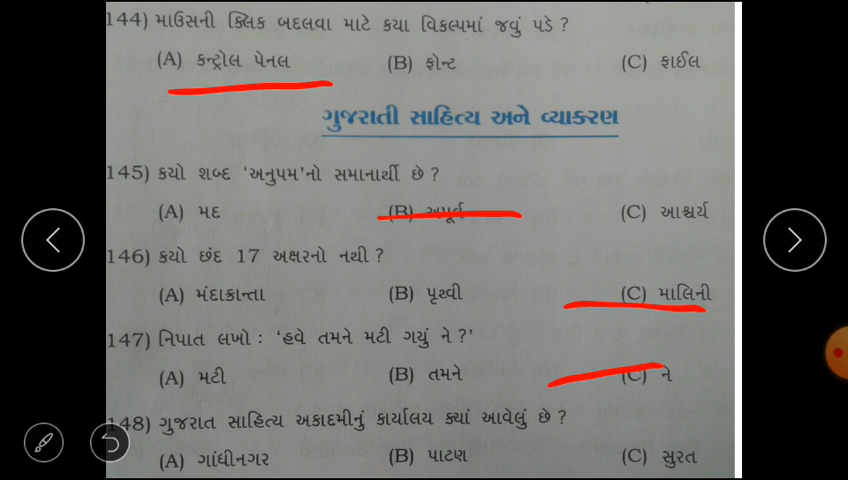 144) માઉસની ક્લિક બદલવા માટે કયા વિકલ્પમાં જવું પડે ?
(A) કન્ટ્રોલ પેનલ (B) ફોન્ટ (C) ફાઈલ
ગુજરાતી સાહિત્ય અને વ્યાકરણ
145) કયો શબ્દ ‘અનુપમ’નો સમાનાર્થી છે ?
(A) મદ (B) અપૂર્વ (C) આશ્ચર્ય
146) કયો છંદ 17 અક્ષરનો નથી ?
(A) મંદાક્રાન્તા (B) પૃથ્વી (C) માલિની
147) નિપાત લખો : ‘હવે તમને મટી ગયું ને ?’
(A) મટી (B) તમને (C) ને
148) ગુજરાત સાહિત્ય અકાદમીનું કાર્યાલય ક્યાં આવેલું છે ?
(A) ગાંધીનગર (B) પાટણ (C) સુરત